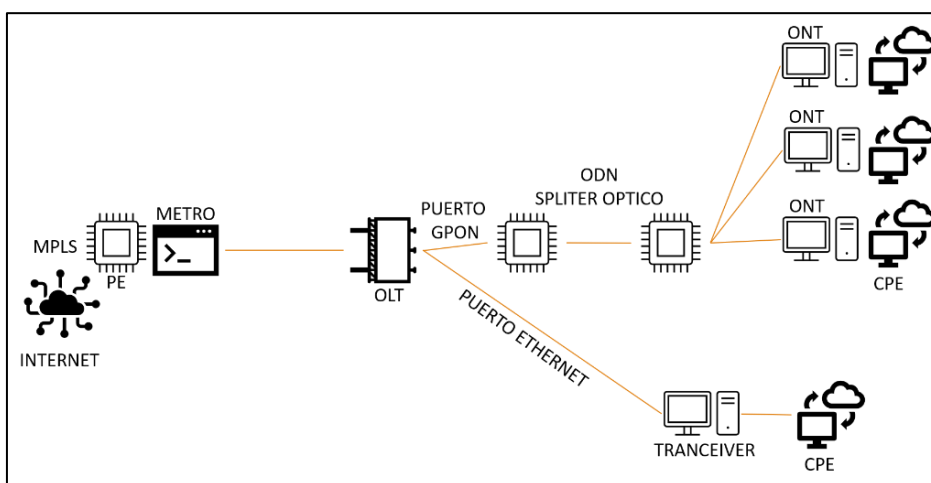 ONT
ONT
ODN
SPLITER OPTICO
PUERTO
GPON
METRO
MPLS
PE
ONT
OLT
CPE
INTERNET
PUERTO ETHERNET
TRANCEIVER
CPE